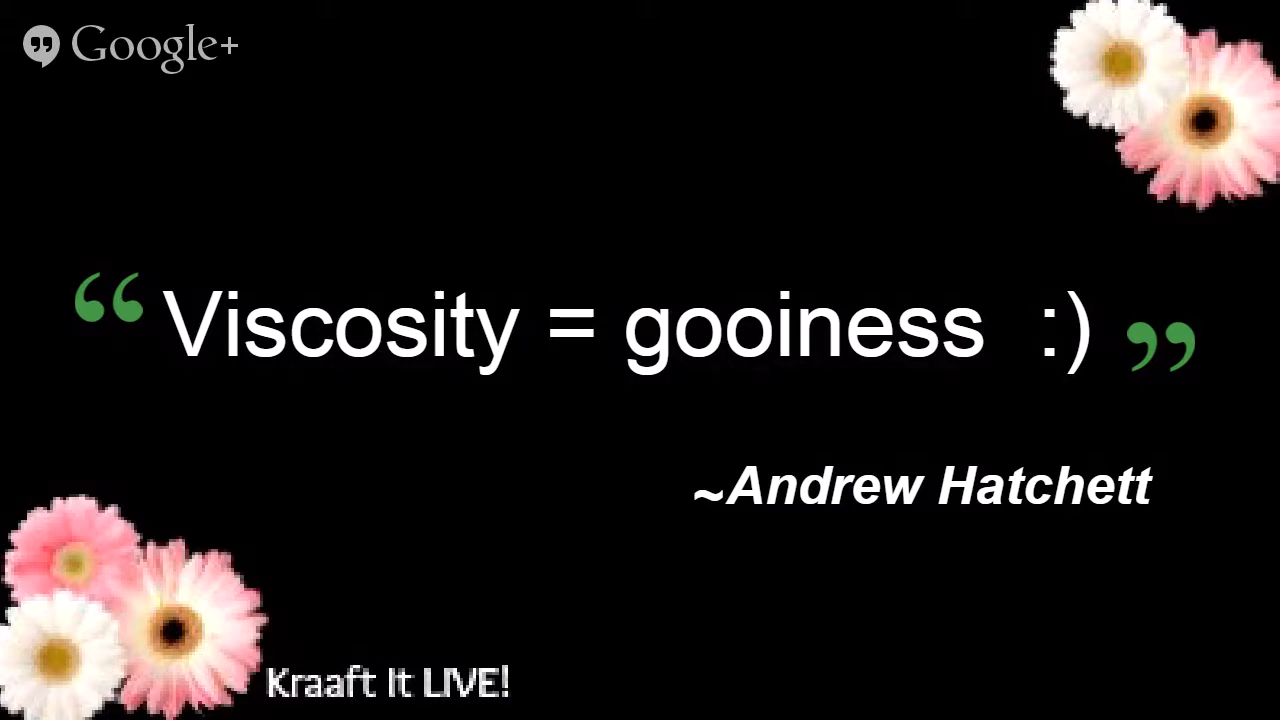 Google+
“Viscosity = gooiness :)”
~Andrew Hatchett
Kraaft It LIVE!